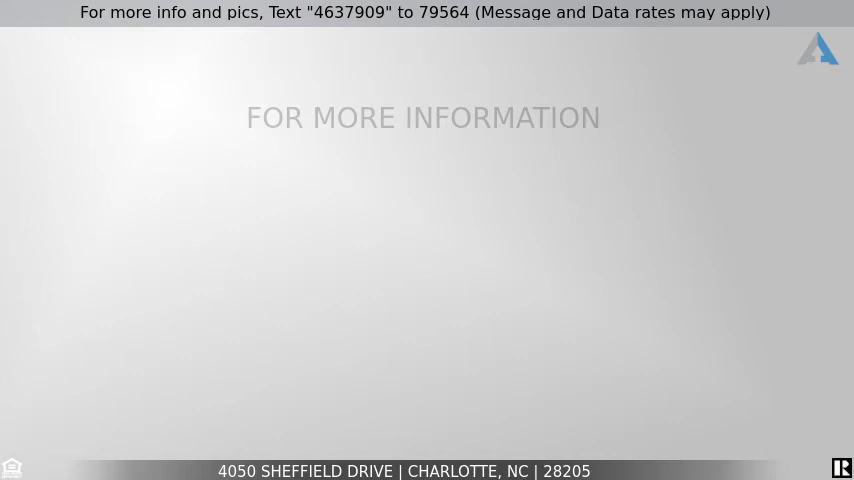 For more info and pics, Text "4637909" to 79564 (Message and Data rates may apply)
FOR MORE INFORMATION
4050 SHEFFIELD DRIVE | CHARLOTTE, NC | 28205